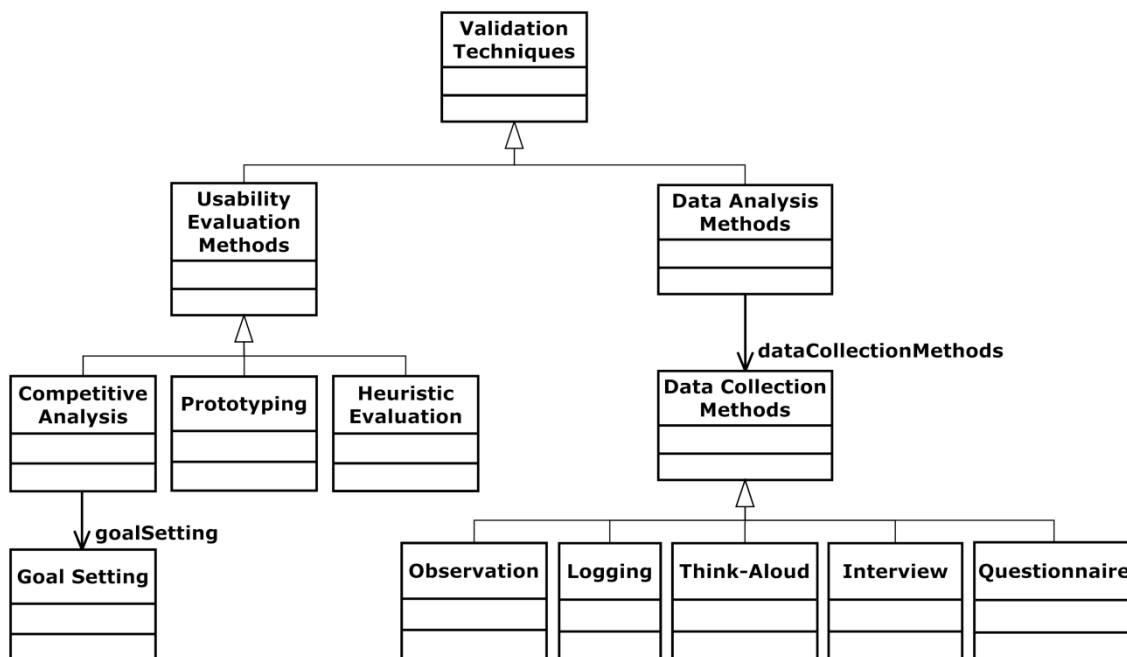 Validation
Techniques
Usability
Evaluation
Methods
Data Analysis
Methods
dataCollectionMethods
Competitive
Analysis
Prototyping
Heuristic
Evaluation
Data Collection
Methods
goalSetting
Goal Setting
Observation
Logging
Think-Aloud
Interview
Questionnaire